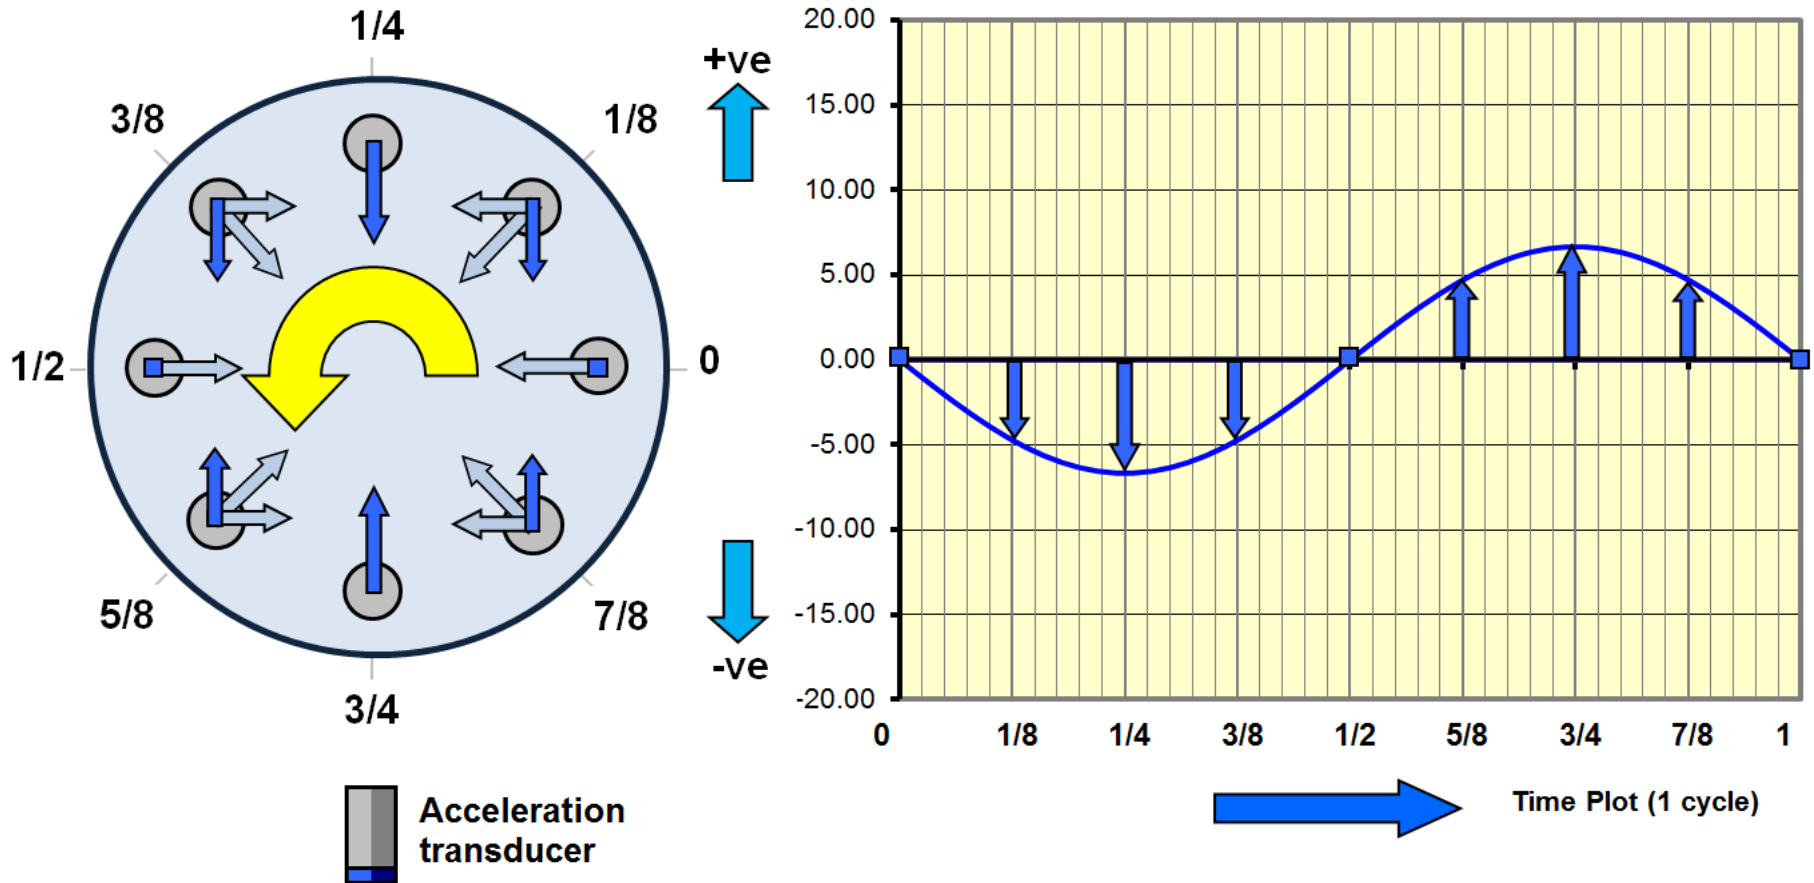 1/4
3/8
1/8
+ve
1/2
0
5/8
7/8
-ve
3/4
Acceleration
transducer
20.00
15.00
10.00
5.00
0.00
-5.00
-10.00
-15.00
-20.00
0 1/8 1/4 3/8 1/2 5/8 3/4 7/8 1
Time Plot (1 cycle)